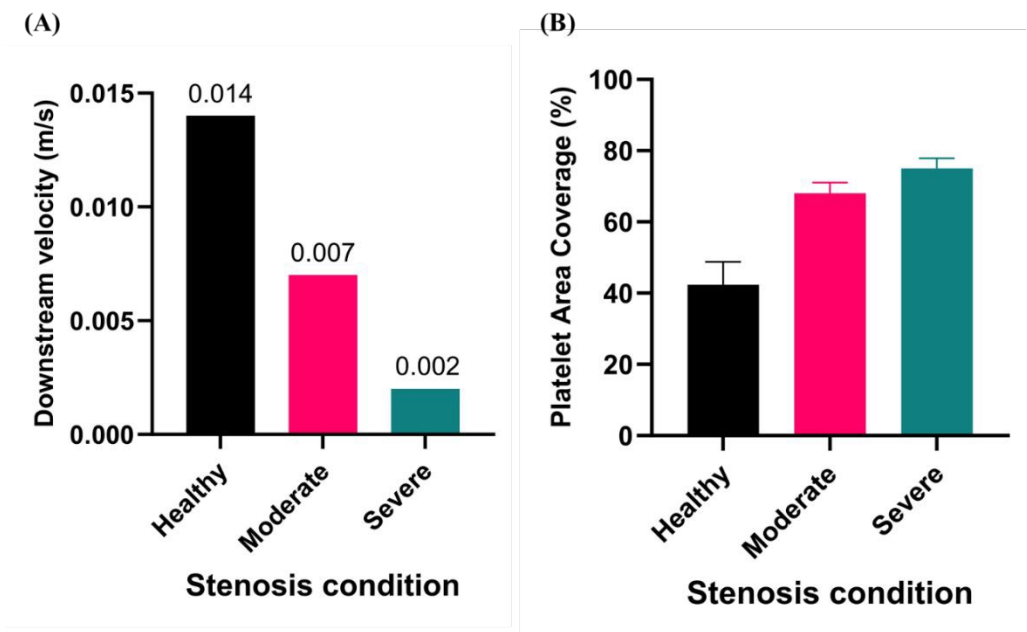 (A)
Downstream velocity (m/s)
0.015
0.010
0.005
0.000
0.014
0.007
0.002
Healthy
Moderate
Severe
Stenosis condition
(B)
Platelet Area Coverage (%)
100
80
60
40
20
0
Healthy
Moderate
Severe
Stenosis condition